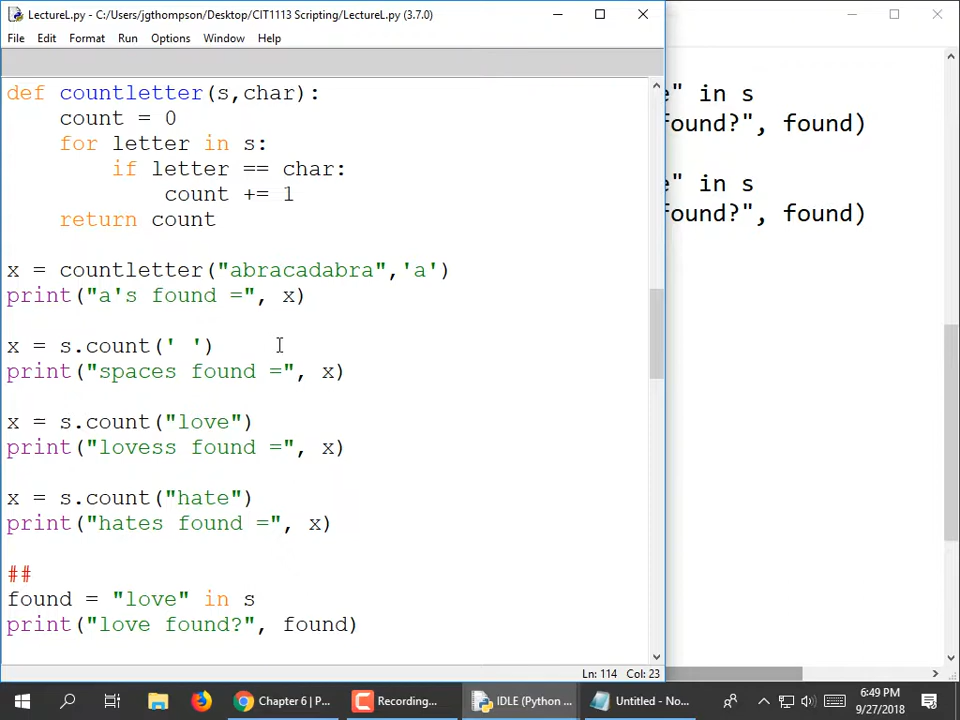 LectureL.py - C:/Users/jgthompson/Desktop/CIT1113 Scripting/LectureL.py (3.7.0)
File Edit Format Run Options Window Help
def countletter(s,char):
    count = 0
    for letter in s:
        if letter == char:
            count += 1
    return count
x = countletter("abracadabra",'a')
print("a's found =", x)
x = s.count(' ')
print("spaces found =", x)
x = s.count("love")
print("lovess found =", x)
x = s.count("hate")
print("hates found =", x)
##
found = "love" in s
print("love found?", found)
Ln: 114 Col: 23
" in s
found?", found)
" in s
found?", found)
Chapter 6 | P...
Recording...
IDLE (Python ...
Untitled - No...
6:49 PM
9/27/2018